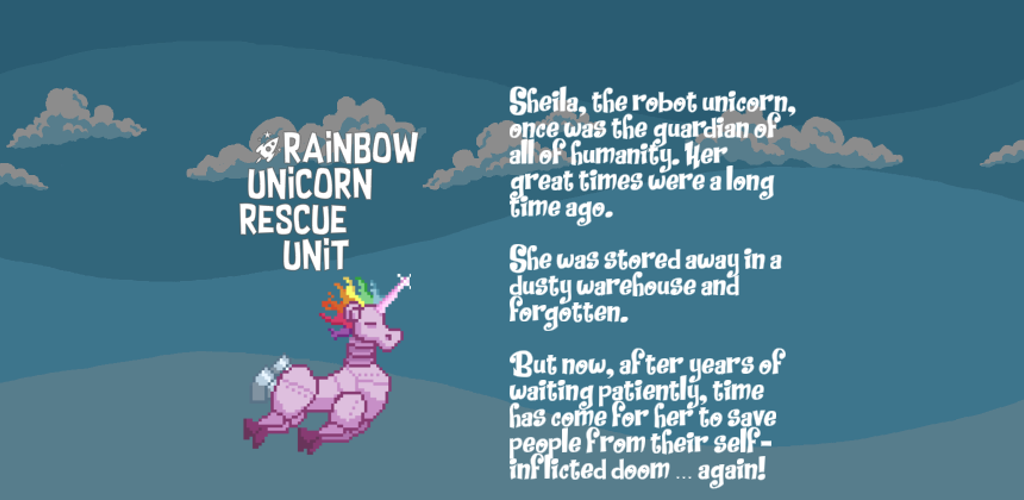 RAiNBOW
UNiCORN
RESCUE
UNiT
Sheila, the robot unicorn,
once was the guardian of
all of humanity. Her
great times were a long
time ago.
She was stored away in a
dusty warehouse and
forgotten.
But now, after years of
waiting patiently, time
has come for her to save
people from their self-
inflicted doom ... again!